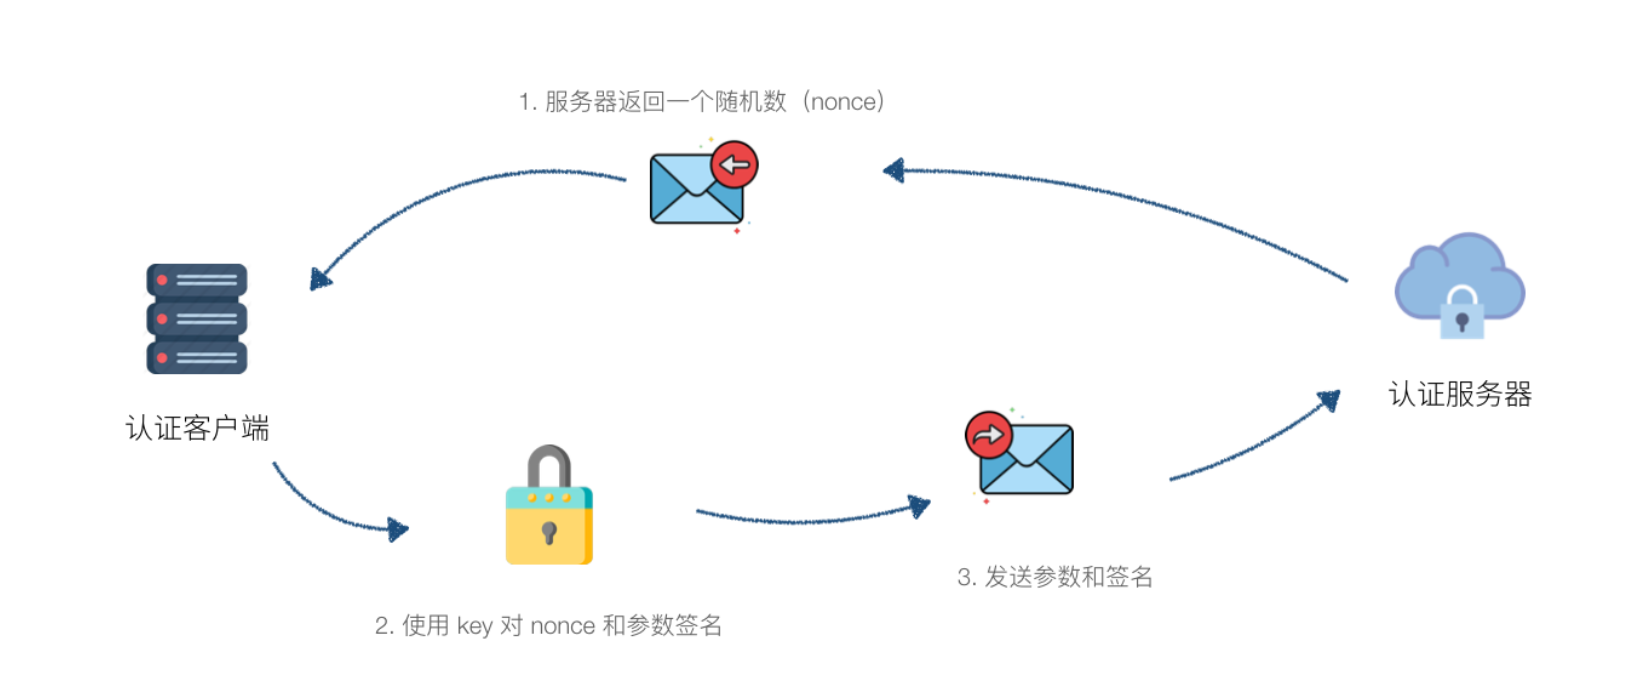 1. 服务器返回一个随机数（nonce）
认证客户端
认证服务器
2. 使用 key 对 nonce 和参数签名
3. 发送参数和签名